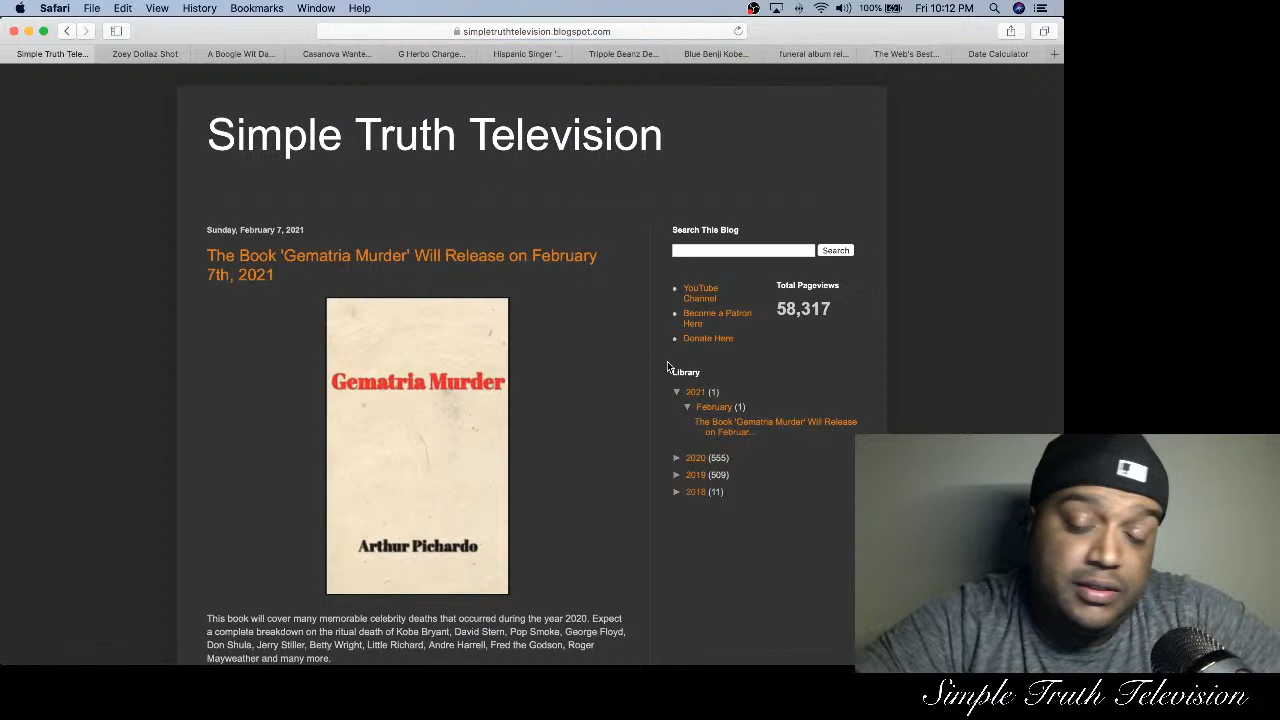 Safari File Edit View History Bookmarks Window Help 100% Fri 10:12 PM
simpletruthtelevision.blogspot.com
Simple Truth Tele... Zoey Dollaz Shot A Boogie Wit Da... Casanova Wante... G Herbo Charge... Hispanic Singer '... Tripple Beanz De... Blue Benji Kobe... funeral album rel... The Web's Best... Date Calculator
Simple Truth Television
Sunday, February 7, 2021
The Book 'Gematria Murder' Will Release on February
7th, 2021
Gematria Murder
Arthur Pichardo
This book will cover many memorable celebrity deaths that occurred during the year 2020. Expect
a complete breakdown on the ritual death of Kobe Bryant, David Stern, Pop Smoke, George Floyd,
Don Shula, Jerry Stiller, Betty Wright, Little Richard, Andre Harrell, Fred the Godson, Roger
Mayweather and many more.
Search This Blog
Search
YouTube
Channel
Become a Patron
Here
Donate Here
Total Pageviews
58,317
Library
▼ 2021 (1)
▼ February (1)
The Book 'Gematria Murder' Will Release
on Februar...
► 2020 (555)
► 2019 (509)
► 2018 (11)
Simple Truth Television